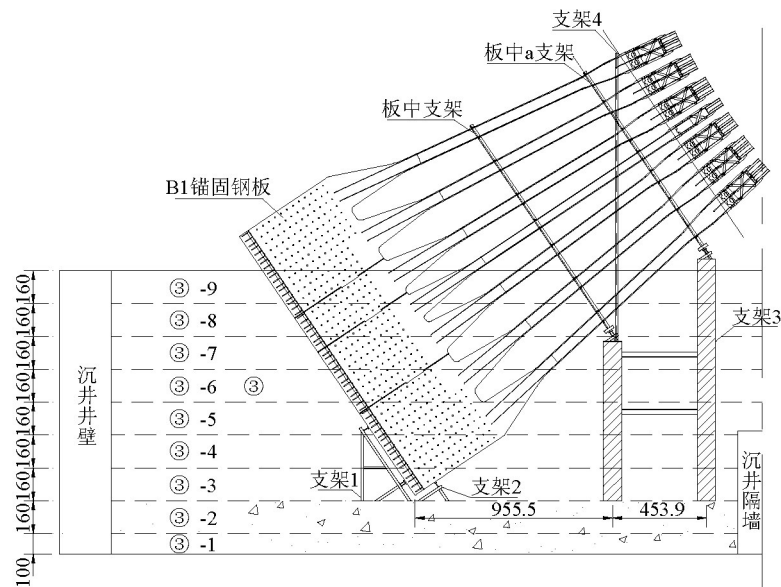 支架4
板中a支架
板中支架
B1锚固钢板
160
③ -9
160
③ -8
支架3
160
③ -7
160
③ -6 ③
沉井井壁
160
③ -5
160
③ -4
沉井隔墙
160
③ -3
支架1
支架2
160
③ -2
955.5
453.9
③ -1
100